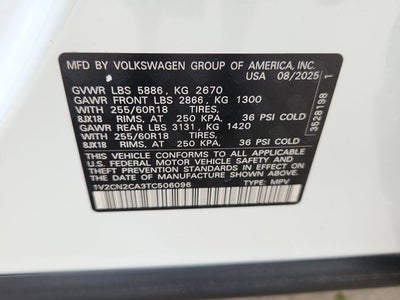 MFD. BY VOLKSWAGEN GROUP OF AMERICA, INC.
USA 08/2025
GVWR LBS 5886, KG 2670
GAWR FRONT LBS 2866, KG 1300
WITH 255/60R18 TIRES,
8JX18 RIMS, AT 250 KPA, 36 PSI COLD
GAWR REAR LBS 3131, KG 1420
WITH 255/60R18 TIRES,
8JX18 RIMS, AT 250 KPA, 36 PSI COLD
THIS VEHICLE CONFORMS TO ALL APPLICABLE
U.S. FEDERAL MOTOR VEHICLE SAFETY AND
THEFT PREVENTION STANDARDS IN EFFECT ON
THE DATE OF MANUFACTURE SHOWN ABOVE.
1V2CN2CA3TC506096 TYPE: MPV
3528198 1